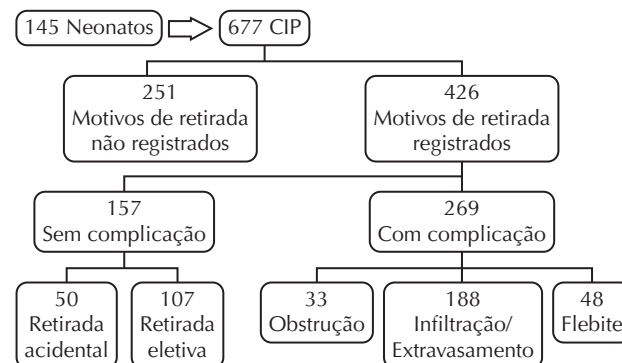 145 Neonatos
677 CIP
251
Motivos de retirada
não registrados
426
Motivos de retirada
registrados
157
Sem complicação
269
Com complicação
50
Retirada
acidental
107
Retirada
eletiva
33
Obstrução
188
Infiltração/
Extravasamento
48
Flebite